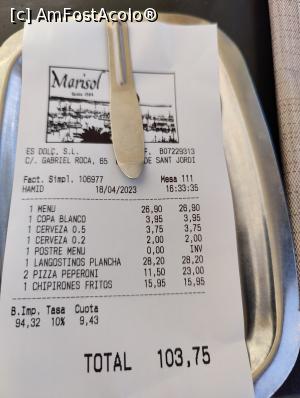 [c] AmFostAcolo®[.ro]
Marisol
ES DOLÇ, S.L. F. B07229313
C/. GABRIEL ROCA, 65 DE SANT JORDI
Fact. Simpl. 106977 Mesa 111
HAMID 18/04/2023 16:33:35
1 MENU 26,90 26,90
1 COPA BLANCO 3,95 3,95
1 CERVEZA 0.5 3,75 3,75
1 CERVEZA 0.2 2,00 2,00
1 POSTRE MENU 0,00 INV
1 LANGOSTINOS PLANCHA 28,20 28,20
2 PIZZA PEPERONI 11,50 23,00
1 CHIPIRONES FRITOS 15,95 15,95
B.Imp. Tasa Cuota
94,32 10% 9,43
TOTAL 103,75